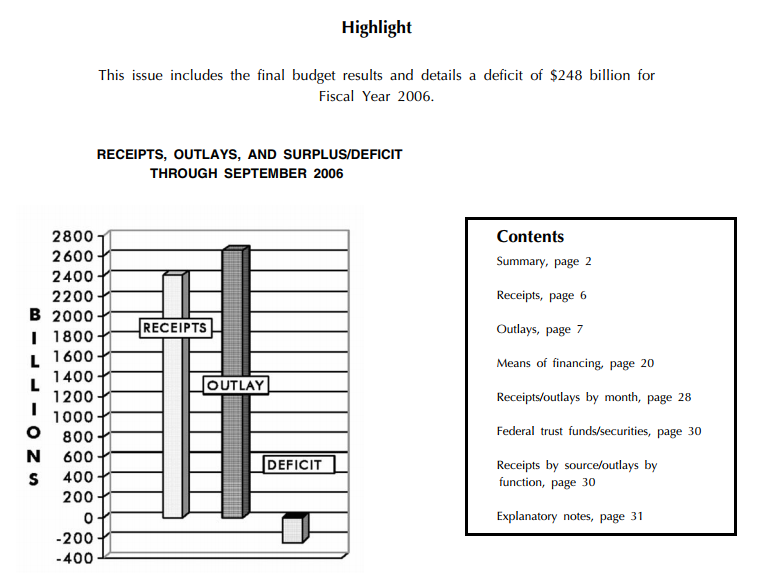 Highlight
This issue includes the final budget results and details a deficit of $248 billion for
Fiscal Year 2006.
RECEIPTS, OUTLAYS, AND SURPLUS/DEFICIT
THROUGH SEPTEMBER 2006
BILLIONS
2800
2600
2400
2200
2000
1800
1600
1400
1200
1000
800
600
400
200
0
-200
-400
RECEIPTS
OUTLAY
DEFICIT
Contents
Summary, page 2
Receipts, page 6
Outlays, page 7
Means of financing, page 20
Receipts/outlays by month, page 28
Federal trust funds/securities, page 30
Receipts by source/outlays by
function, page 30
Explanatory notes, page 31